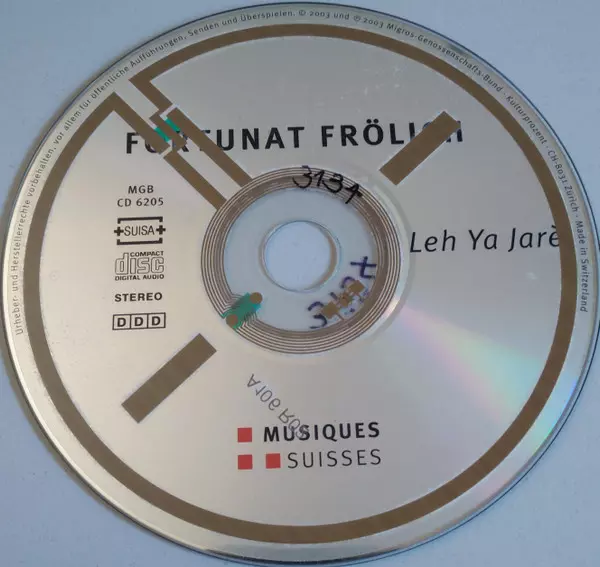 Urheber- und Herstellerrechte vorbehalten, vor allem für öffentliche Aufführungen, Senden und Überspielen. © 2003 und ℗ 2003 Migros-Genossenschafts-Bund · Kulturprozent · CH-8031 Zürich · Made in Switzerland
FORTUNAT FRÖLICH
3134
MGB
CD 6205
SUISA
Leh Ya Jarè
COMPACT
disc
DIGITAL AUDIO
STEREO
DDD
MUSIQUES
SUISSES